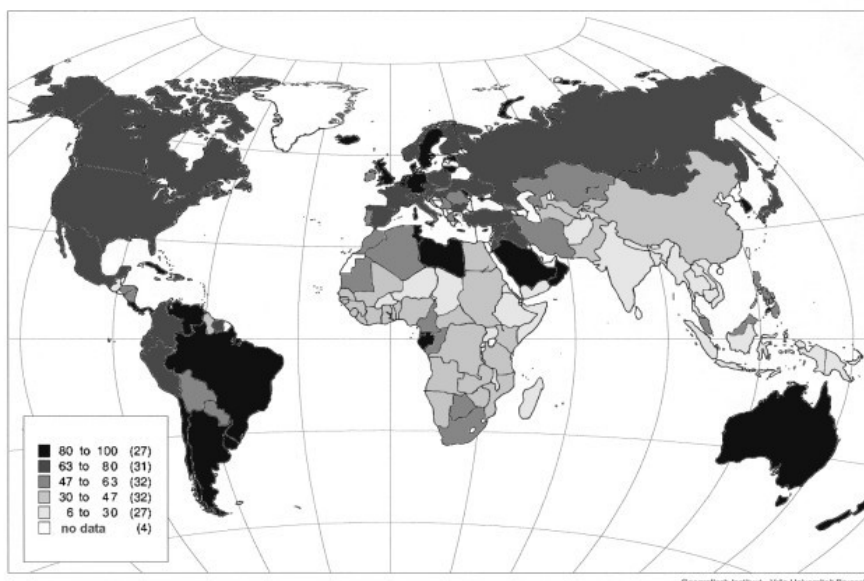 80 to 100 (27)
63 to 80 (31)
47 to 63 (32)
30 to 47 (32)
6 to 30 (27)
no data (4)